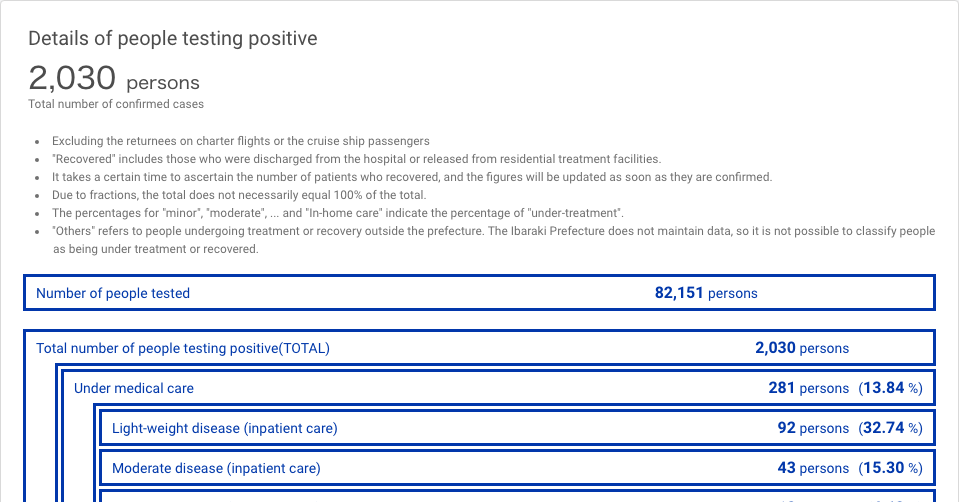 Details of people testing positive
2,030 persons
Total number of confirmed cases
• Excluding the returnees on charter flights or the cruise ship passengers
• "Recovered" includes those who were discharged from the hospital or released from residential treatment facilities.
• It takes a certain time to ascertain the number of patients who recovered, and the figures will be updated as soon as they are confirmed.
• Due to fractions, the total does not necessarily equal 100% of the total.
• The percentages for "minor", "moderate", ... and "In-home care" indicate the percentage of "under-treatment".
• "Others" refers to people undergoing treatment or recovery outside the prefecture. The Ibaraki Prefecture does not maintain data, so it is not possible to classify people
as being under treatment or recovered.
Number of people tested 82,151 persons
Total number of people testing positive(TOTAL) 2,030 persons
Under medical care 281 persons (13.84 %)
Light-weight disease (inpatient care) 92 persons (32.74 %)
Moderate disease (inpatient care) 43 persons (15.30 %)